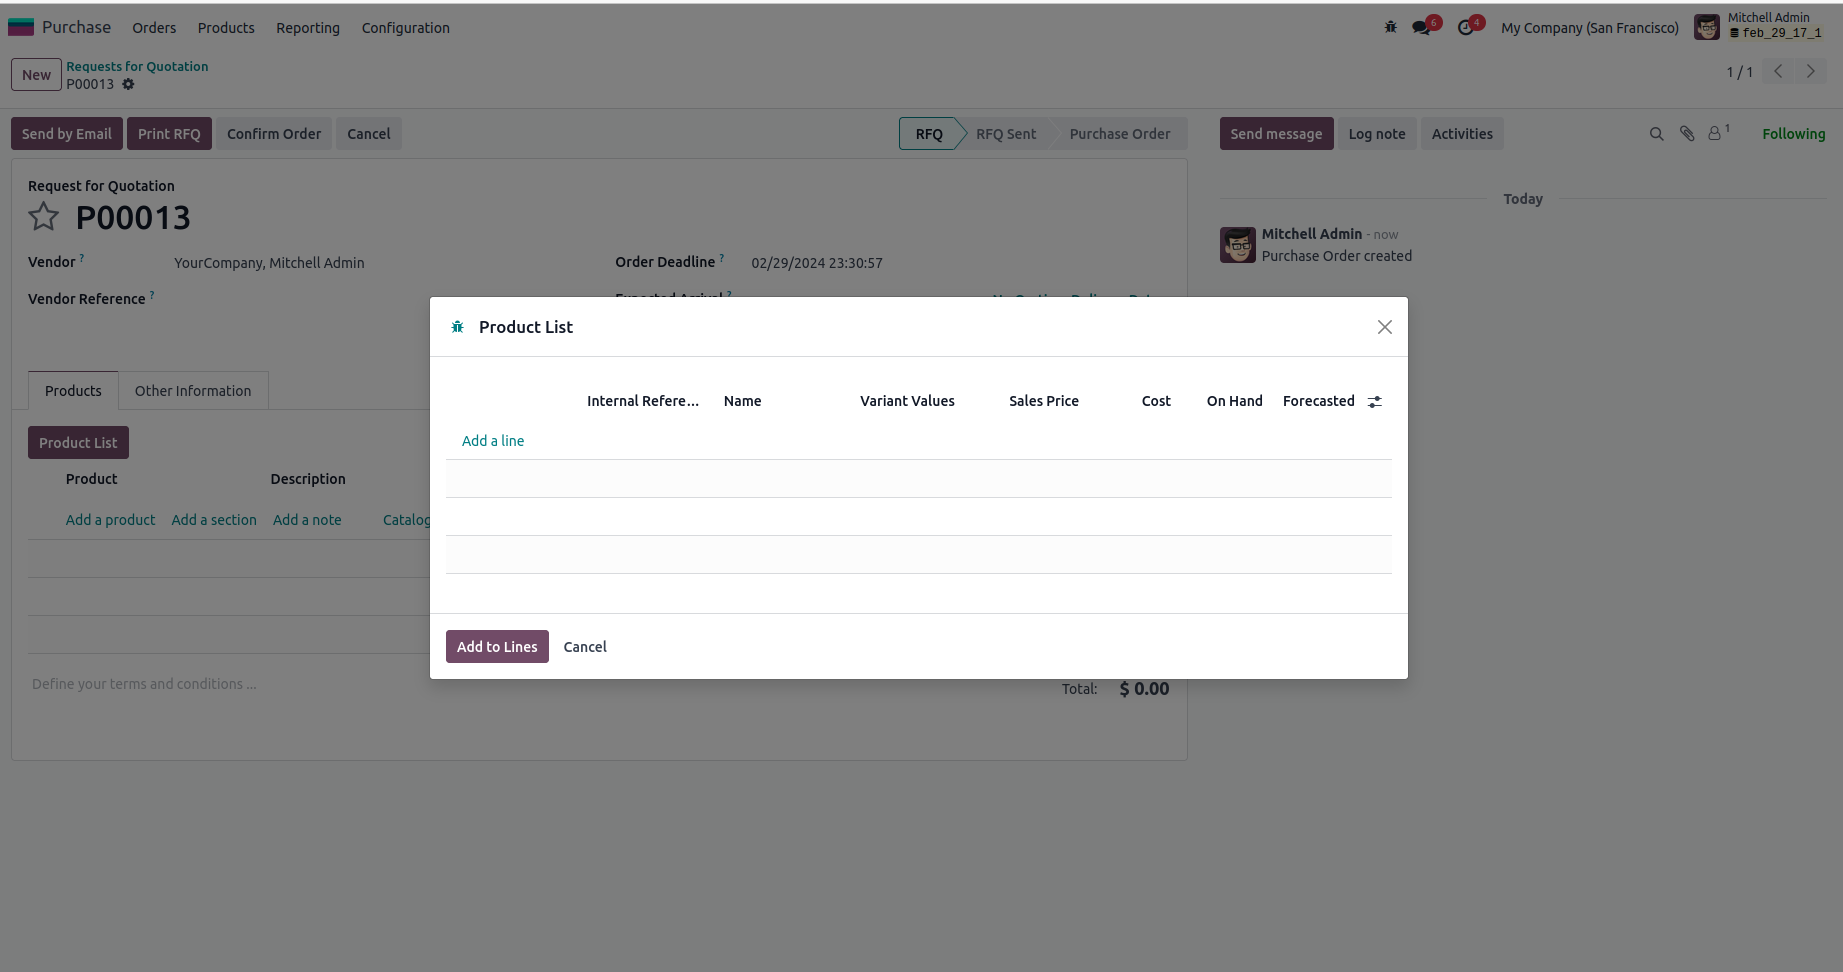 Purchase Orders Products Reporting Configuration
6 4 My Company (San Francisco) Mitchell Admin
feb_29_17_1
New Requests for Quotation
P00013
1 / 1
Send by Email Print RFQ Confirm Order Cancel RFQ RFQ Sent Purchase Order Send message Log note Activities 1 Following
Request for Quotation
P00013
Today
Mitchell Admin - now
Purchase Order created
Vendor ? YourCompany, Mitchell Admin Order Deadline ? 02/29/2024 23:30:57
Vendor Reference ?
Product List
Products Other Information
Internal Refere... Name Variant Values Sales Price Cost On Hand Forecasted
Add a line
Product List
Product Description
Add a product Add a section Add a note Catalog
Add to Lines Cancel
Define your terms and conditions ...
Total: $ 0.00